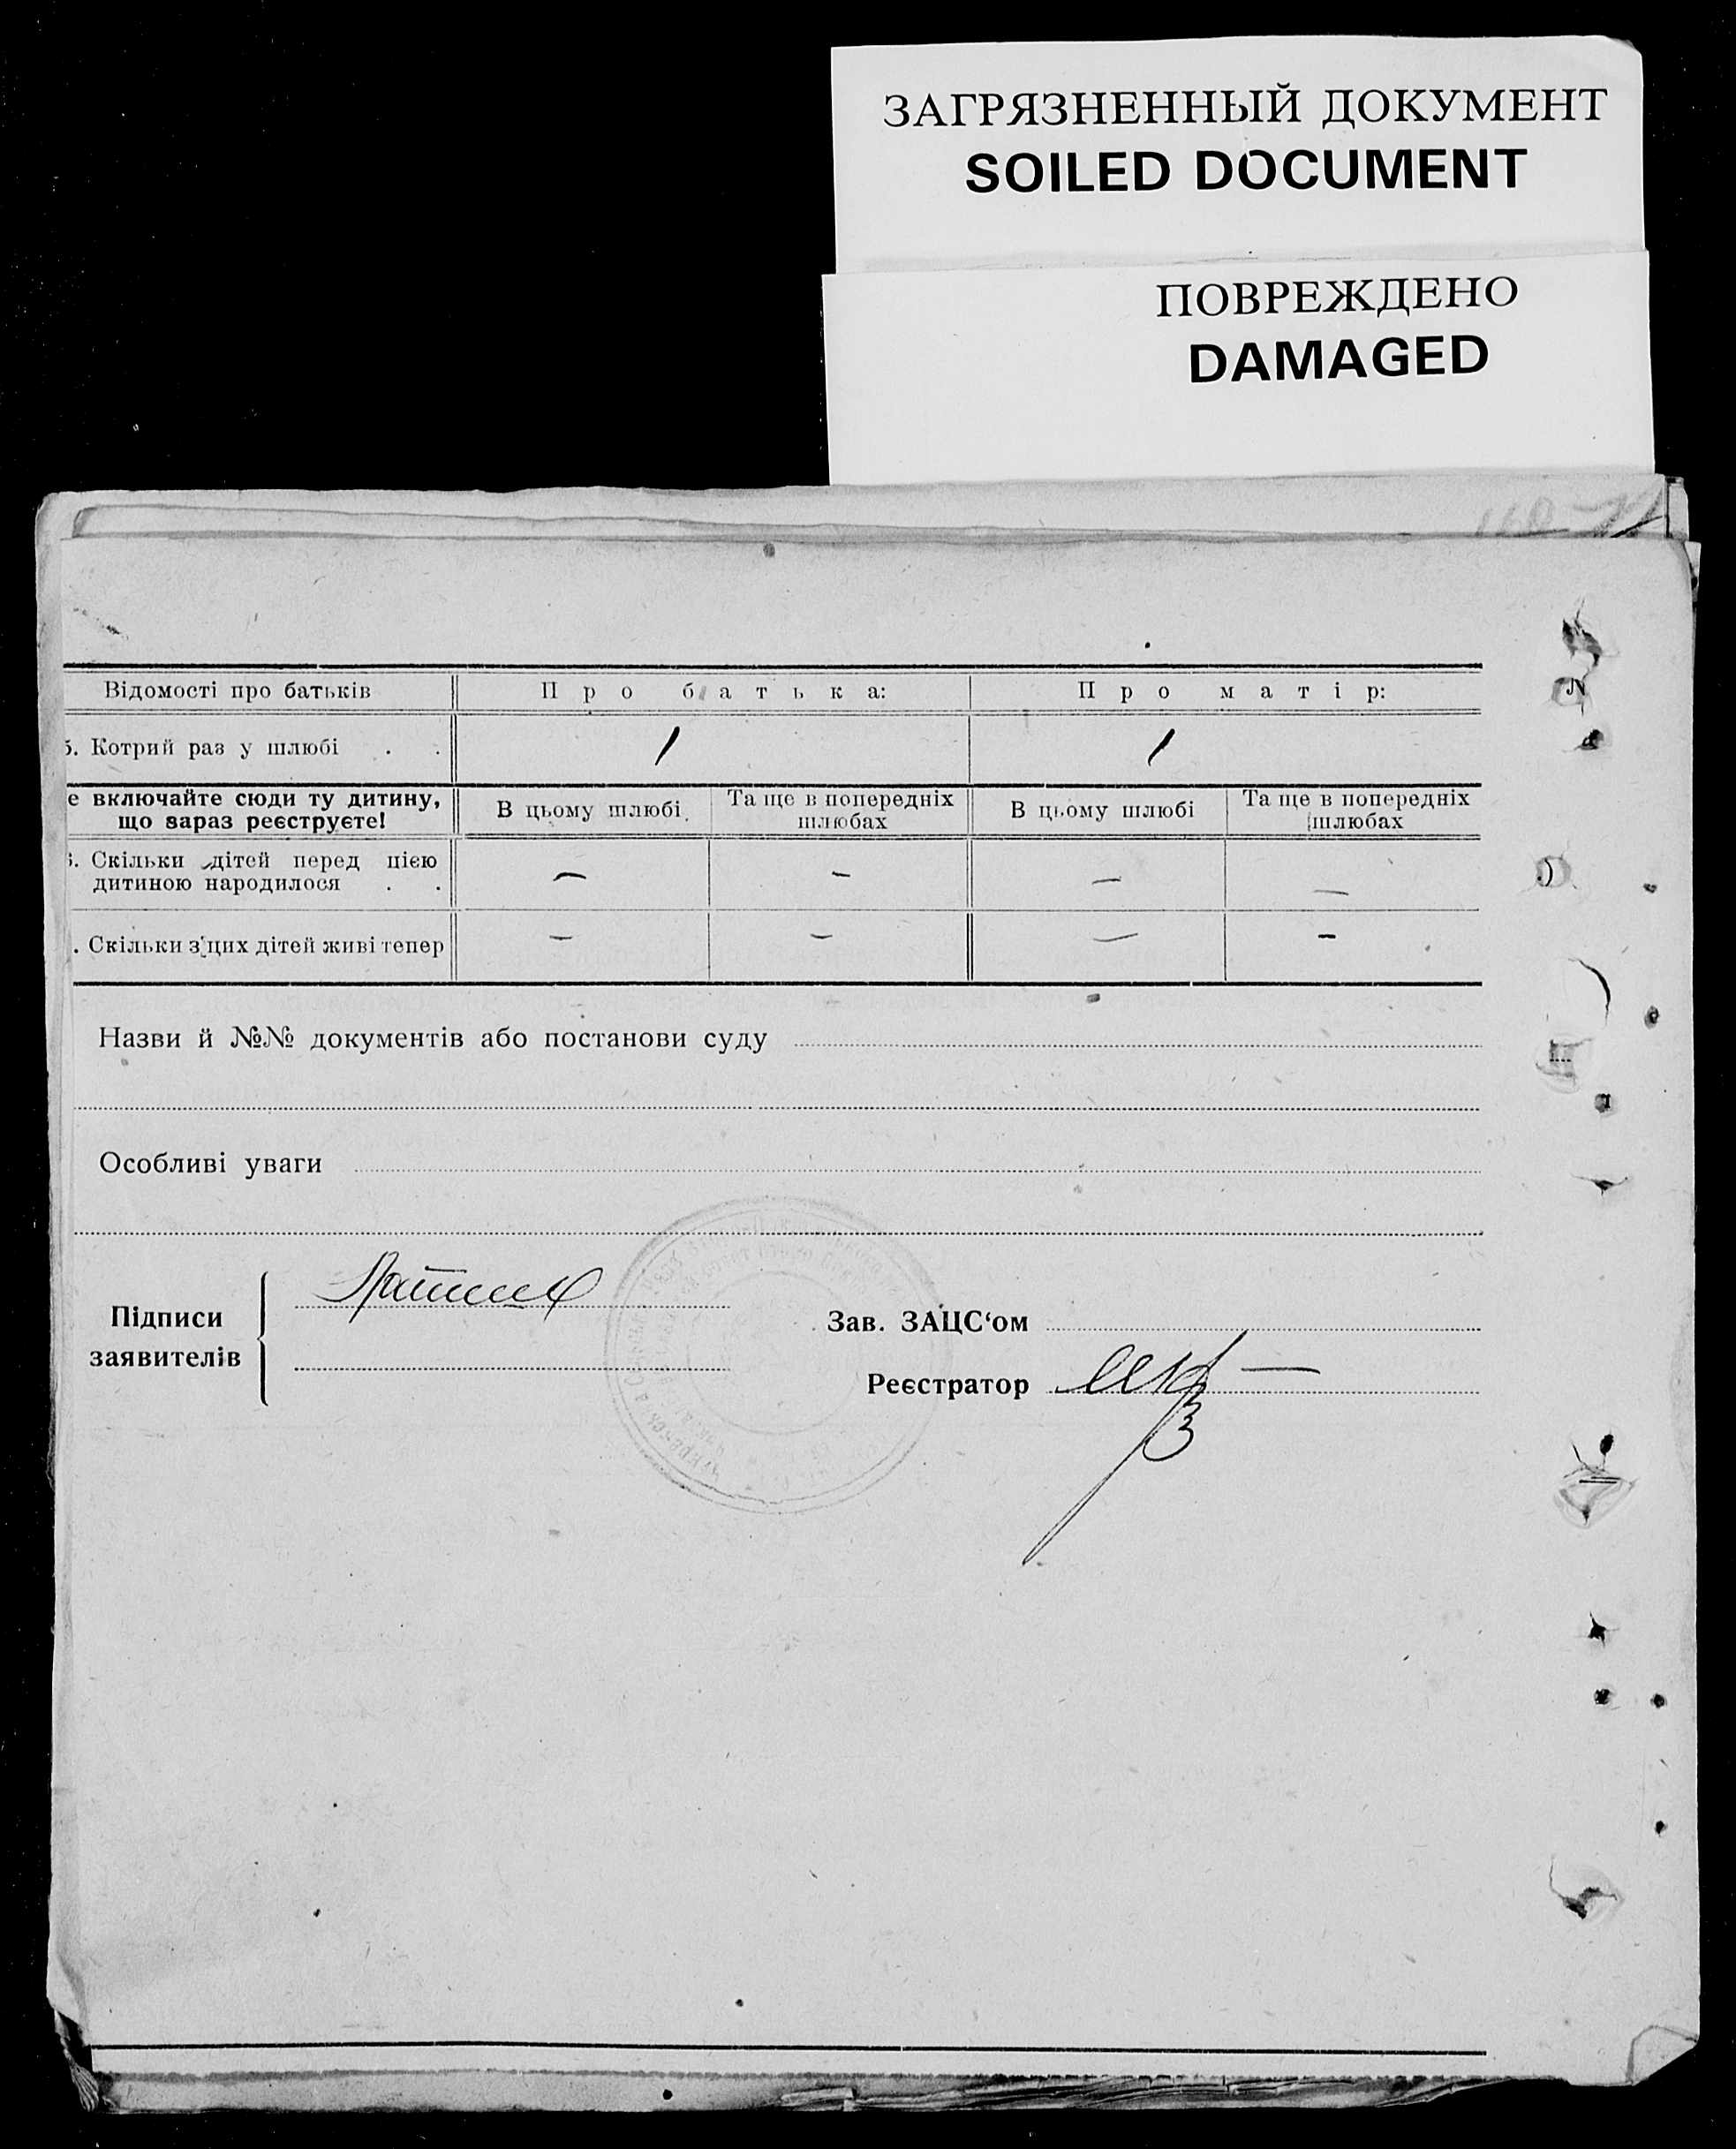 ЗАГРЯЗНЕННЫЙ ДОКУМЕНТ
SOILED DOCUMENT
ПОВРЕЖДЕНО
DAMAGED
Відомості про батьків Про батька: Про матір:
5. Котрий раз у шлюбі . . 1 1
е включайте сюди ту дитину, що зараз реєструєте! В цьому шлюбі Та ще в попередніх шлюбах В цьому шлюбі Та ще в попередніх шлюбах
. Скільки дітей перед цією
дитиною народилося . . — — — —
. Скільки з цих дітей живі тепер — — — —
Назви й №№ документів або постанови суду
Особливі уваги
Підписи
заявителів
Зав. ЗАЦС‘ом
Реєстратор